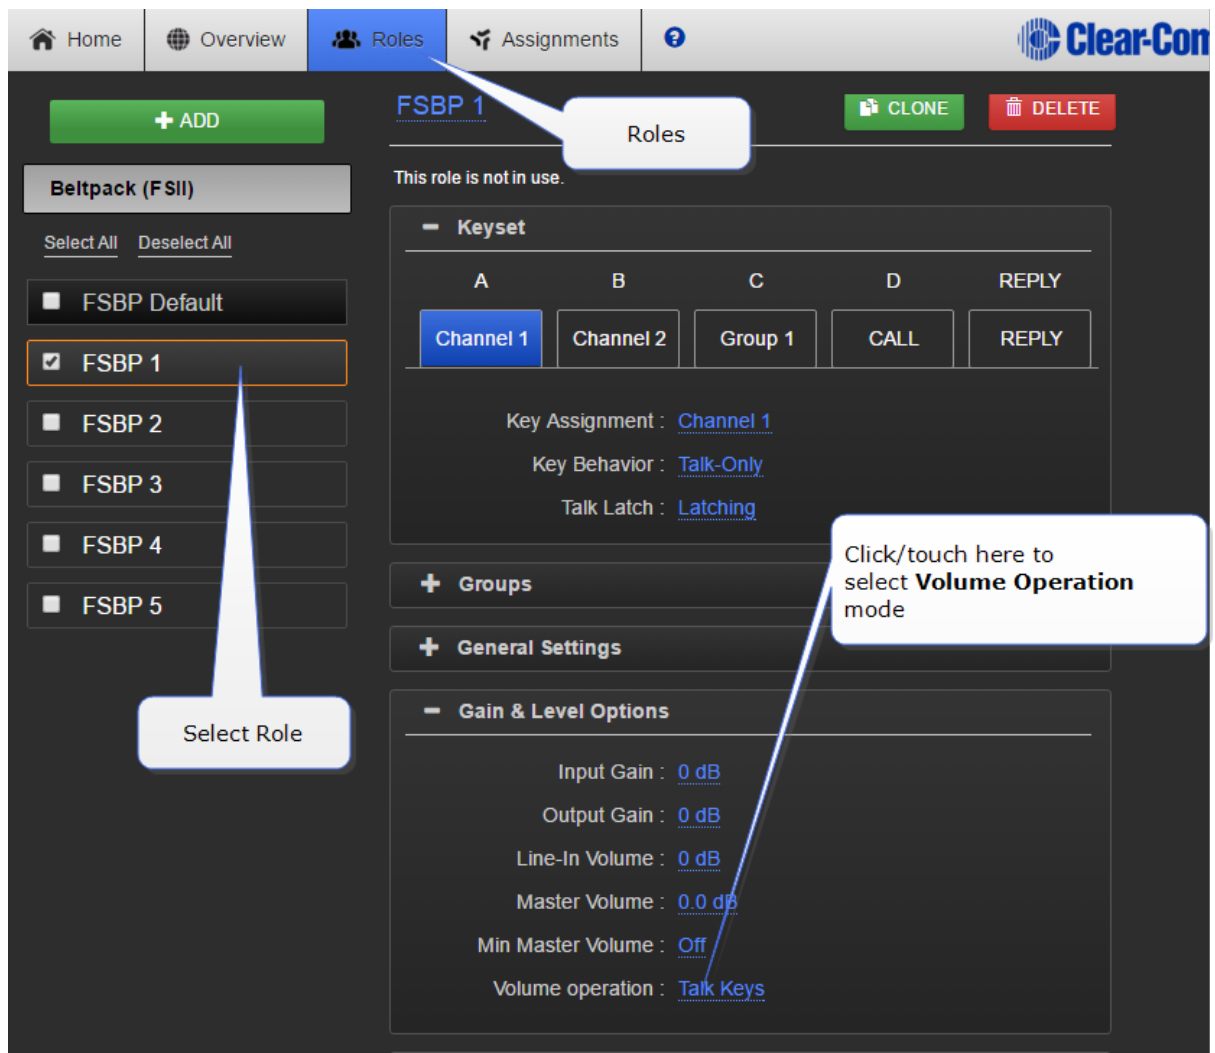 Home
Overview
Roles
Assignments
?
Clear-Com
+ ADD
FSBP 1
CLONE
DELETE
Roles
Beltpack (FSII)
This role is not in use.
Select All
Deselect All
Keyset
A
B
C
D
REPLY
Channel 1
Channel 2
Group 1
CALL
REPLY
FSBP Default
FSBP 1
FSBP 2
FSBP 3
FSBP 4
FSBP 5
Key Assignment : Channel 1
Key Behavior : Talk-Only
Talk Latch : Latching
Click/touch here to
select Volume Operation
mode
Groups
General Settings
Select Role
Gain & Level Options
Input Gain : 0 dB
Output Gain : 0 dB
Line-In Volume : 0 dB
Master Volume : 0.0 dB
Min Master Volume : Off
Volume operation : Talk Keys